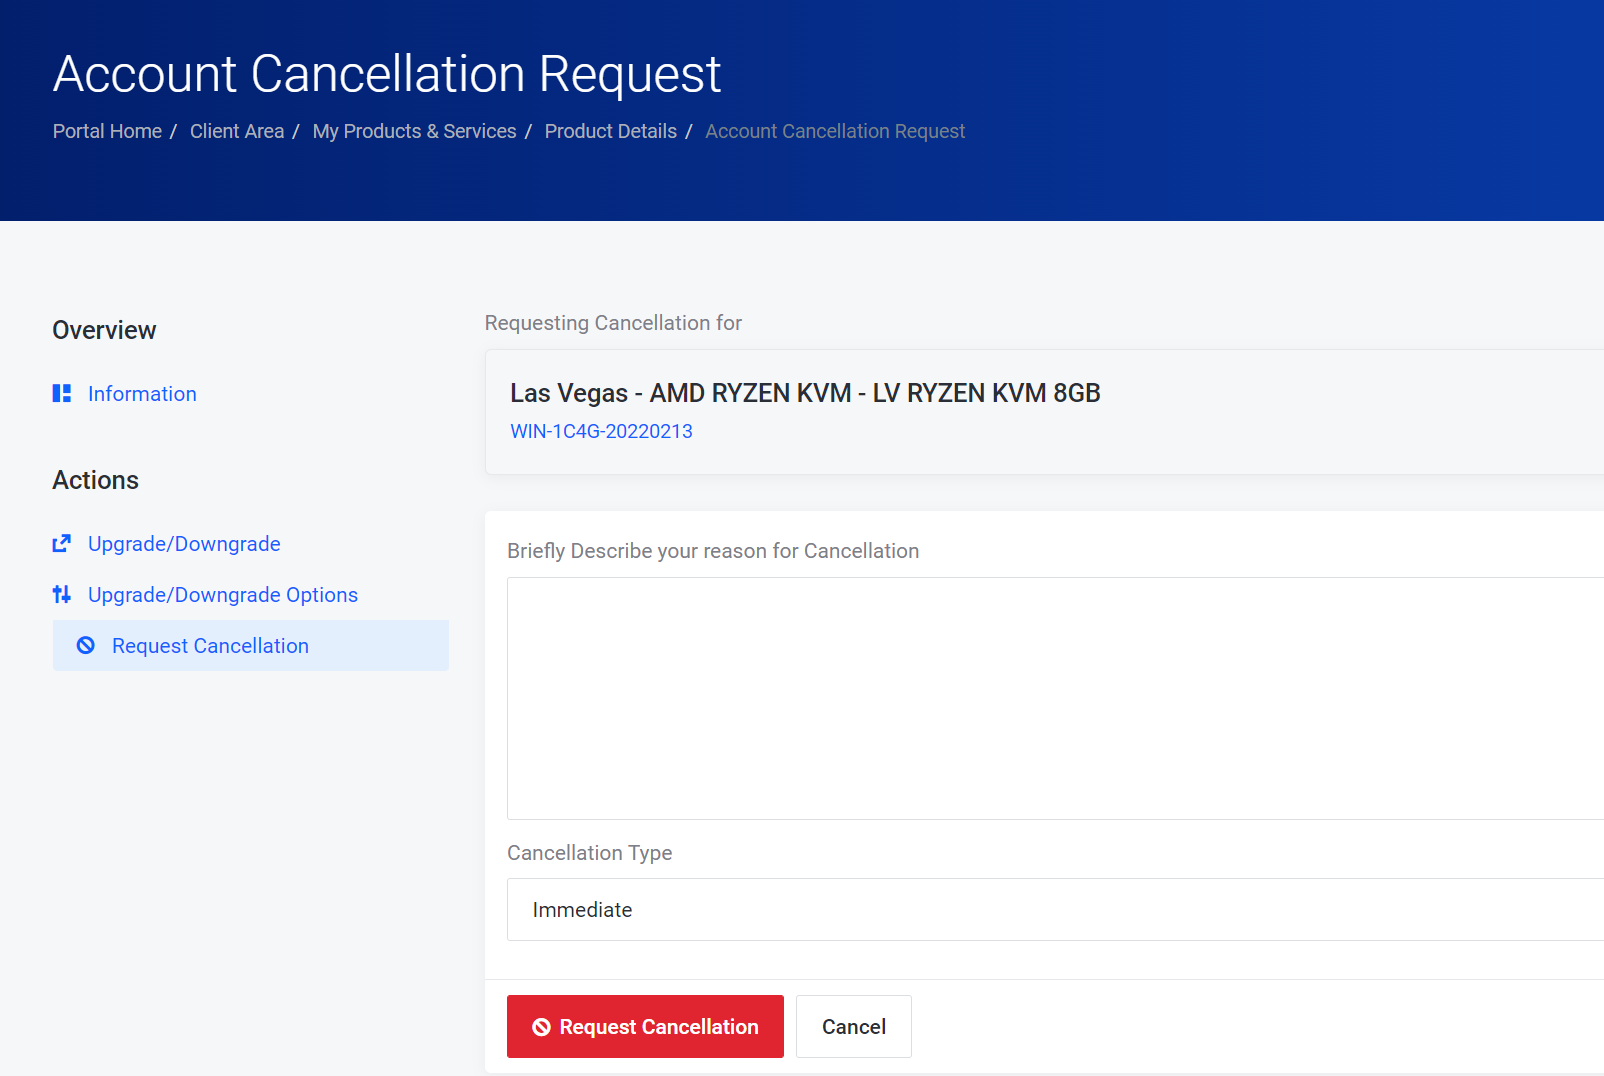 Account Cancellation Request
Portal Home / Client Area / My Products & Services / Product Details / Account Cancellation Request
Overview
Information
Actions
Upgrade/Downgrade
Upgrade/Downgrade Options
Request Cancellation
Requesting Cancellation for
Las Vegas - AMD RYZEN KVM - LV RYZEN KVM 8GB
WIN-1C4G-20220213
Briefly Describe your reason for Cancellation
Cancellation Type
Immediate
Request Cancellation
Cancel